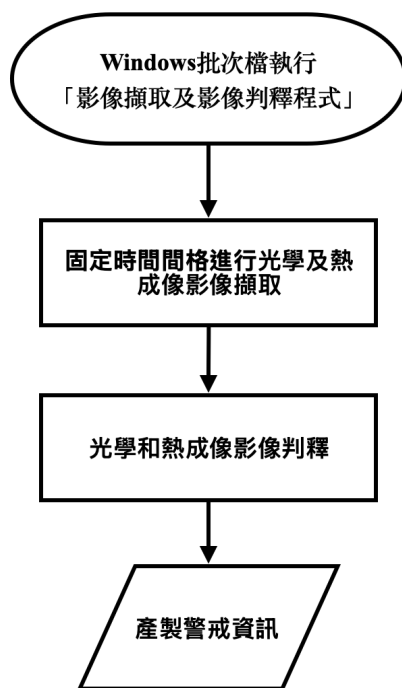 Windows批次檔執行
「影像擷取及影像判釋程式」
固定時間間格進行光學及熱
成像影像擷取
光學和熱成像影像判釋
產製警戒資訊